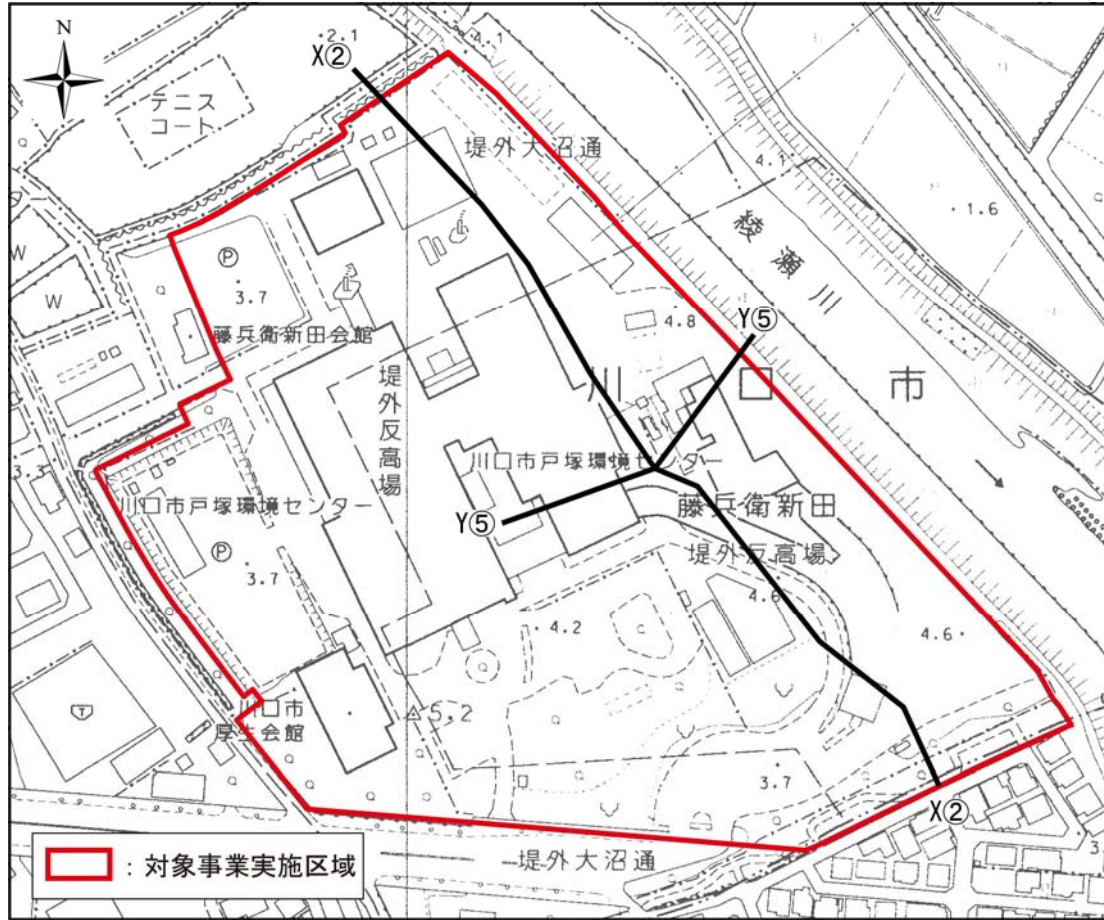 N
2.1
X②
4.1
テニス
コート
堤外大沼通
4.1
1.6
綾瀬川
W
W
Ⓟ
3.7
藤兵衛新田会館
4.8
Y⑤
川口市
堤外反高場
3.3
川口市戸塚環境センター
川口市戸塚環境センター
Y⑤
藤兵衛新田
堤外反高場
Ⓟ
3.7
4.6
4.2
4.6
川口市
厚生会館
5.2
3.7
X②
堤外大沼通
3.
：対象事業実施区域